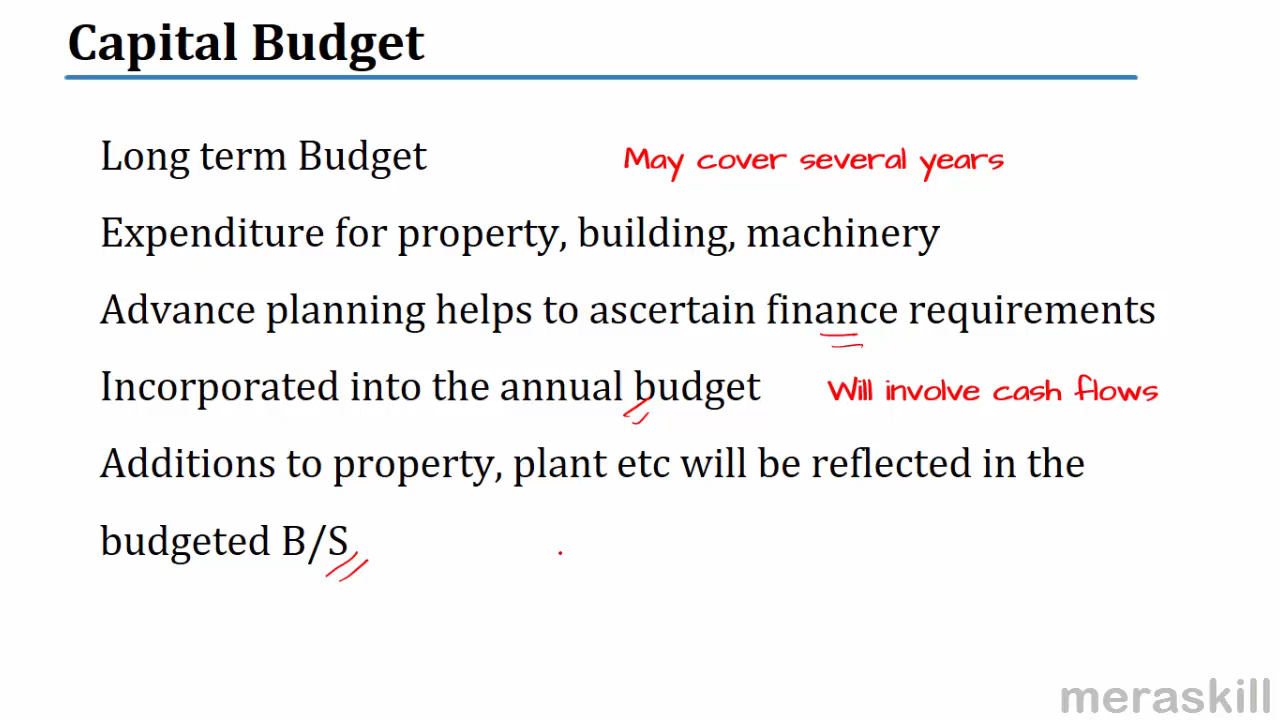 Capital Budget
Long term Budget May cover several years
Expenditure for property, building, machinery
Advance planning helps to ascertain finance requirements
Incorporated into the annual budget Will involve cash flows
Additions to property, plant etc will be reflected in the
budgeted B/S
meraskill